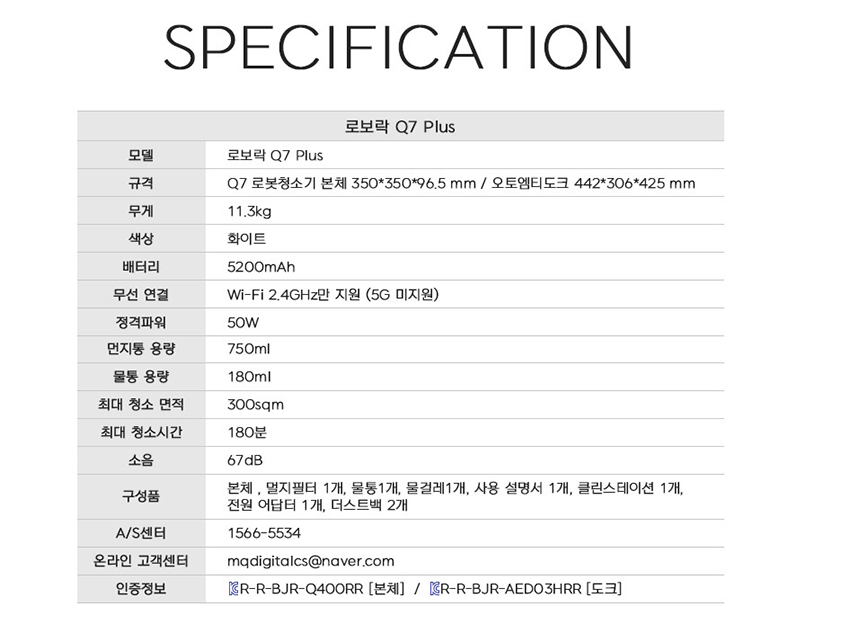 SPECIFICATION
로보락 Q7 Plus
모델 로보락 Q7 Plus
규격 Q7 로봇청소기 본체 350*350*96.5 mm / 오토엠티도크 442*306*425 mm
무게 11.3kg
색상 화이트
배터리 5200mAh
무선 연결 Wi-Fi 2.4GHz만 지원 (5G 미지원)
정격파워 50W
먼지통 용량 750ml
물통 용량 180ml
최대 청소 면적 300sqm
최대 청소시간 180분
소음 67dB
구성품 본체 , 멀지필터 1개, 물통1개, 물걸레1개, 사용 설명서 1개, 클린스테이션 1개,
전원 어답터 1개, 더스트백 2개
A/S센터 1566-5534
온라인 고객센터 mqdigitalcs@naver.com
인증정보 R-R-BJR-Q400RR [본체] / R-R-BJR-AED03HRR [도크]